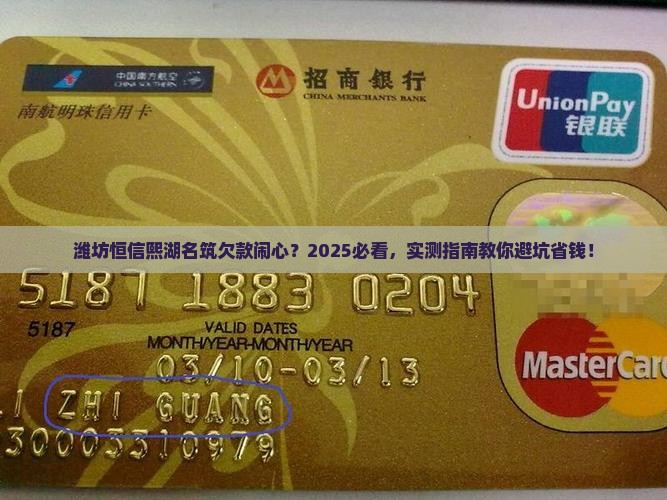 中国南方航空
CHINA SOUTHERN
南航明珠信用卡
招商银行
CHINA MERCHANTS BANK
UnionPay
银联
潍坊恒信熙湖名筑欠款闹心？2025必看，实测指南教你避坑省钱！
5187 1883 0204
5187
VALID DATES
MONTH/YEAR-MONTH/YEAR
03/10-03/13
LI ZHI GUANG
30003310979
MasterCard